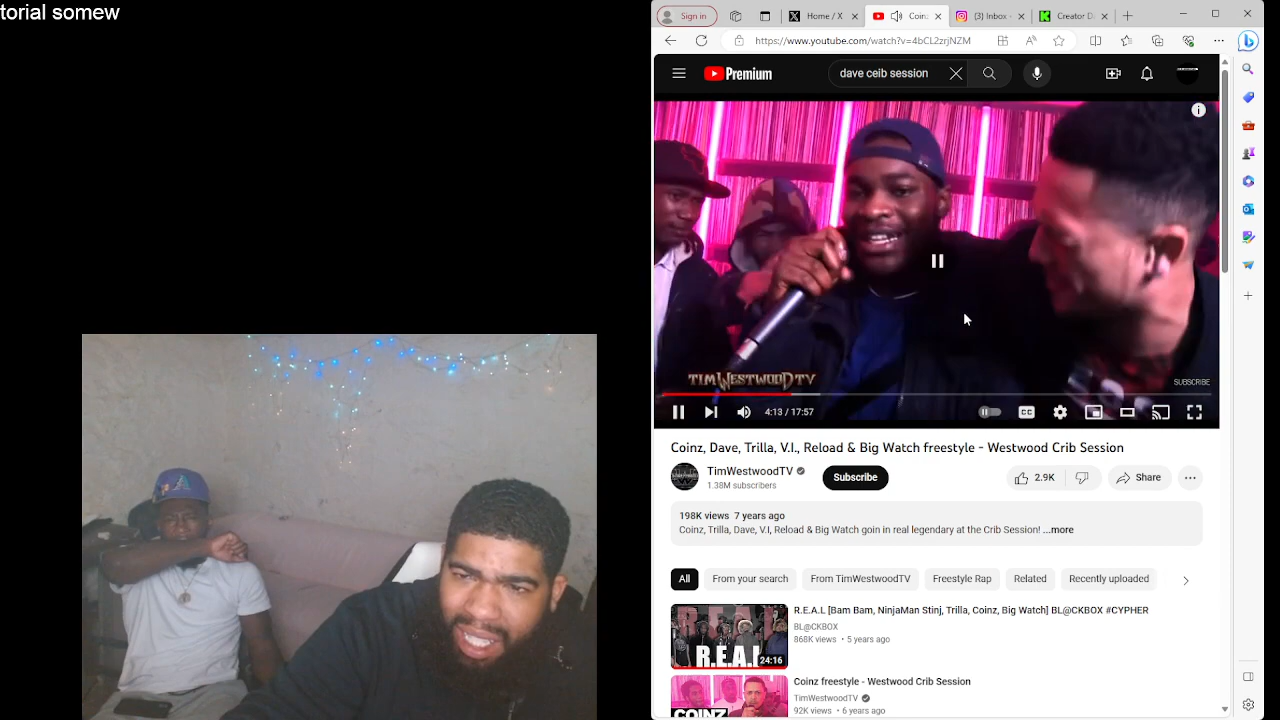 torial somew
Sign in
Home / X
Coin
Inbox
Creator D
https://www.youtube.com/watch?v=4bCL2zrjNZM
Premium
dave ceib session
TIMWESTWOODTV
SUBSCRIBE
4:13 / 17:57
Coinz, Dave, Trilla, V.I., Reload & Big Watch freestyle - Westwood Crib Session
TimWestwoodTV
1.38M subscribers
Subscribe
2.9K
Share
198K views 7 years ago
Coinz, Trilla, Dave, V.I, Reload & Big Watch goin in real legendary at the Crib Session! ...more
All
From your search
From TimWestwoodTV
Freestyle Rap
Related
Recently uploaded
R.E.A.L [Bam Bam, NinjaMan Stinj, Trilla, Coinz, Big Watch] BL@CKBOX #CYPHER
BL@CKBOX
868K views • 5 years ago
R.E.A.L
24:16
Coinz freestyle - Westwood Crib Session
TimWestwoodTV
92K views • 6 years ago
COINZ